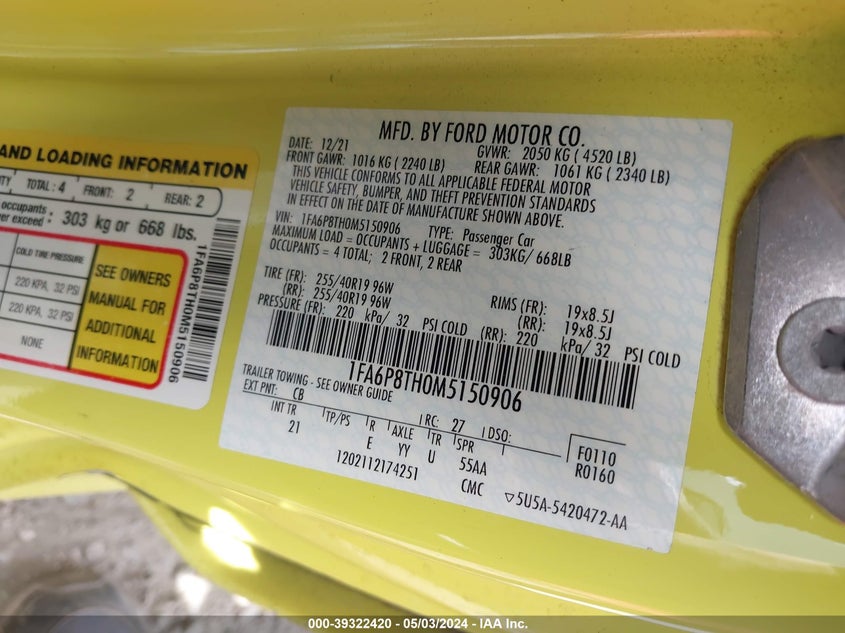 AND LOADING INFORMATION
TOTAL: 4 FRONT: 2 REAR: 2
occupants
exceed: 303 kg or 668 lbs.
COLD TIRE PRESSURE
220 KPA, 32 PSI
220 KPA, 32 PSI
NONE
SEE OWNERS
MANUAL FOR
ADDITIONAL
INFORMATION
1FA6P8TH0M5150906
MFD. BY FORD MOTOR CO.
DATE: 12/21 GVWR: 2050 KG ( 4520 LB)
FRONT GAWR: 1016 KG ( 2240 LB) REAR GAWR: 1061 KG ( 2340 LB)
THIS VEHICLE CONFORMS TO ALL APPLICABLE FEDERAL MOTOR
VEHICLE SAFETY, BUMPER, AND THEFT PREVENTION STANDARDS
IN EFFECT ON THE DATE OF MANUFACTURE SHOWN ABOVE.
VIN: 1FA6P8TH0M5150906 TYPE: Passenger Car
MAXIMUM LOAD = OCCUPANTS + LUGGAGE = 303KG/ 668LB
OCCUPANTS = 4 TOTAL; 2 FRONT, 2 REAR
TIRE (FR): 255/40R19 96W RIMS (FR): 19x8.5J
(RR): 255/40R19 96W (RR): 19x8.5J
PRESSURE (FR): 220 kPa/ 32 PSI COLD (RR): 220 kPa/ 32 PSI COLD
1FA6P8TH0M5150906
TRAILER TOWING - SEE OWNER GUIDE
EXT PNT: CB RC: 27 DSO:
INT TR TP/PS R AXLE TR SPR F0110
21 E YY U 55AA R0160
1202112174251 CMC ▽5U5A-5420472-AA
000-39322420 - 05/03/2024 - IAA Inc.